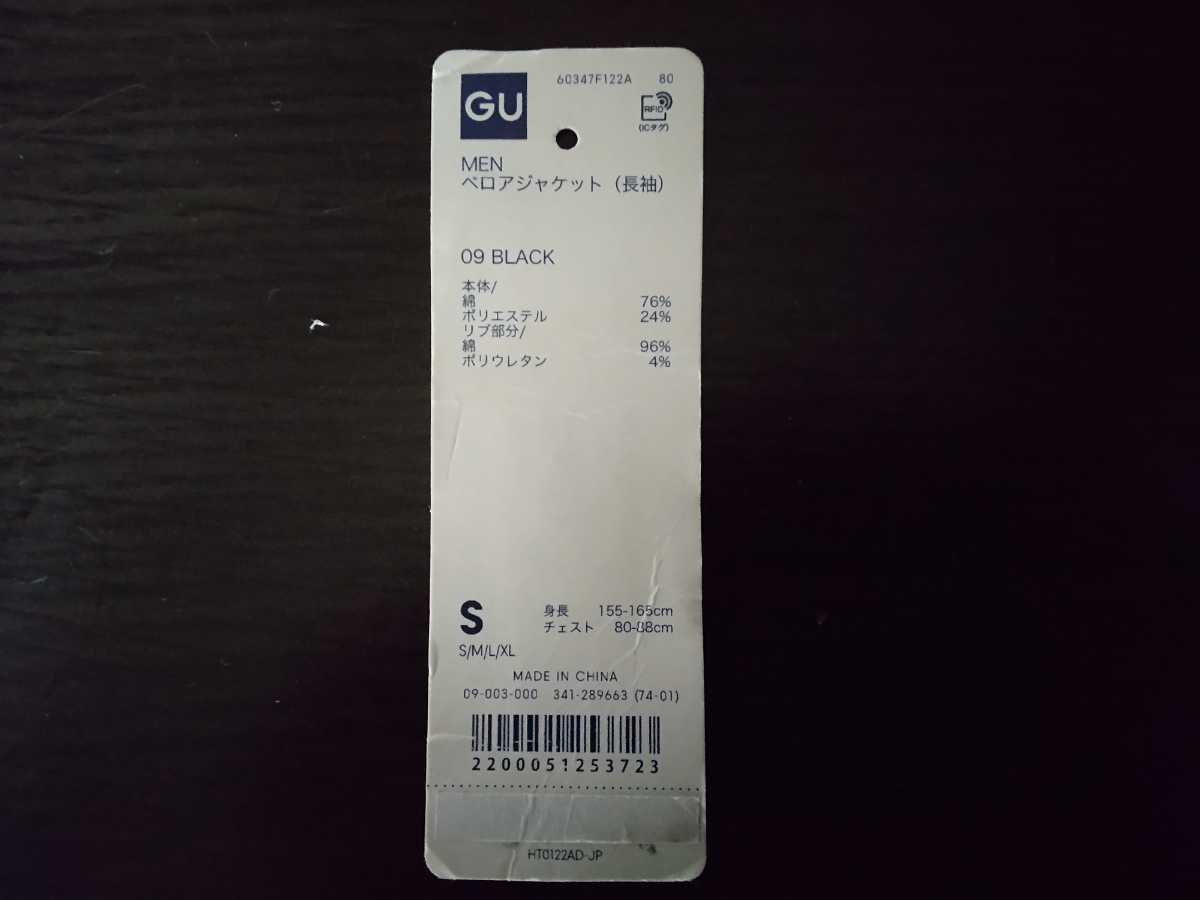 GU
60347F122A 80
RFID
(ICタグ)
MEN
ベロアジャケット（長袖）
09 BLACK
本体/
綿 76%
ポリエステル 24%
リブ部分/
綿 96%
ポリウレタン 4%
S 身長 155-165cm
チェスト 80-88cm
S/M/L/XL
MADE IN CHINA
09-003-000 341-289663 (74-01)
2200051253723
HT0122AD-JP